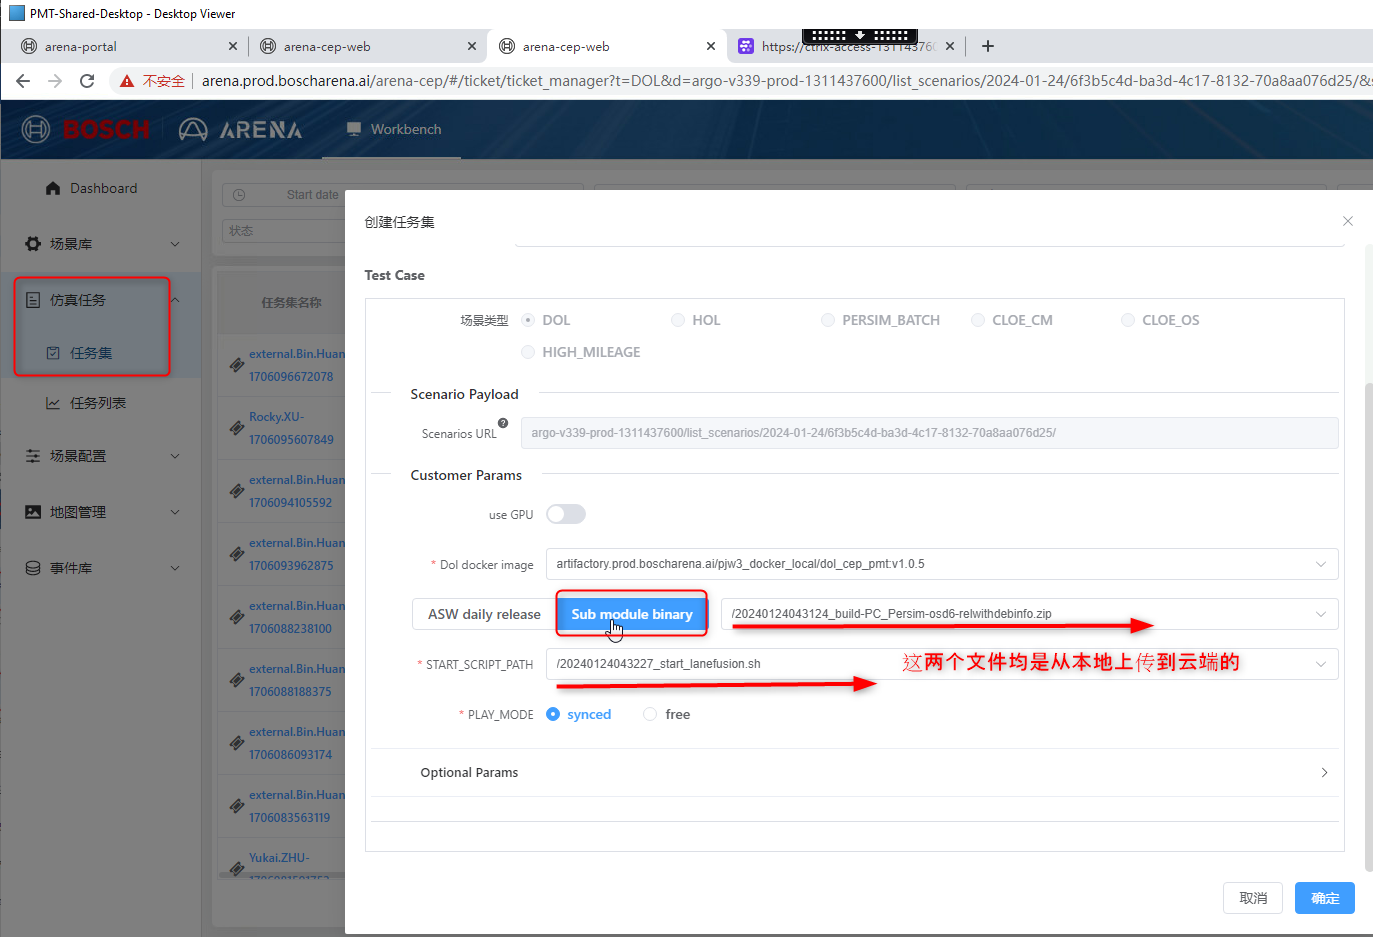 PMT-Shared-Desktop - Desktop Viewer
arena-portal
arena-cep-web
arena-cep-web
https://citrix-access-13114376
不安全
arena.prod.boscharena.ai/arena-cep/#/ticket/ticket_manager?t=DOL&d=argo-v339-prod-1311437600/list_scenarios/2024-01-24/6f3b5c4d-ba3d-4c17-8132-70a8aa076d25/&
BOSCH
ARENA
Workbench
Dashboard
场景库
仿真任务
任务集
任务列表
场景配置
地图管理
事件库
Start date
状态
任务集名称
external.Bin.Huan
1706096672078
Rocky.XU-
1706095607849
external.Bin.Huan
1706094105592
external.Bin.Huan
1706093962875
external.Bin.Huan
1706088238100
external.Bin.Huan
1706088188375
external.Bin.Huan
1706086093174
external.Bin.Huan
1706083563119
Yukai.ZHU-
创建任务集
Test Case
场景类型
DOL
HOL
PERSIM_BATCH
CLOE_CM
CLOE_OS
HIGH_MILEAGE
Scenario Payload
Scenarios URL
argo-v339-prod-1311437600/list_scenarios/2024-01-24/6f3b5c4d-ba3d-4c17-8132-70a8aa076d25/
Customer Params
use GPU
* Dol docker image
artifactory.prod.boscharena.ai/pjw3_docker_local/dol_cep_pmt:v1.0.5
ASW daily release
Sub module binary
/20240124043124_build-PC_Persim-osd6-relwithdebinfo.zip
* START_SCRIPT_PATH
/20240124043227_start_lanefusion.sh
这两个文件均是从本地上传到云端的
* PLAY_MODE
synced
free
Optional Params
取消
确定